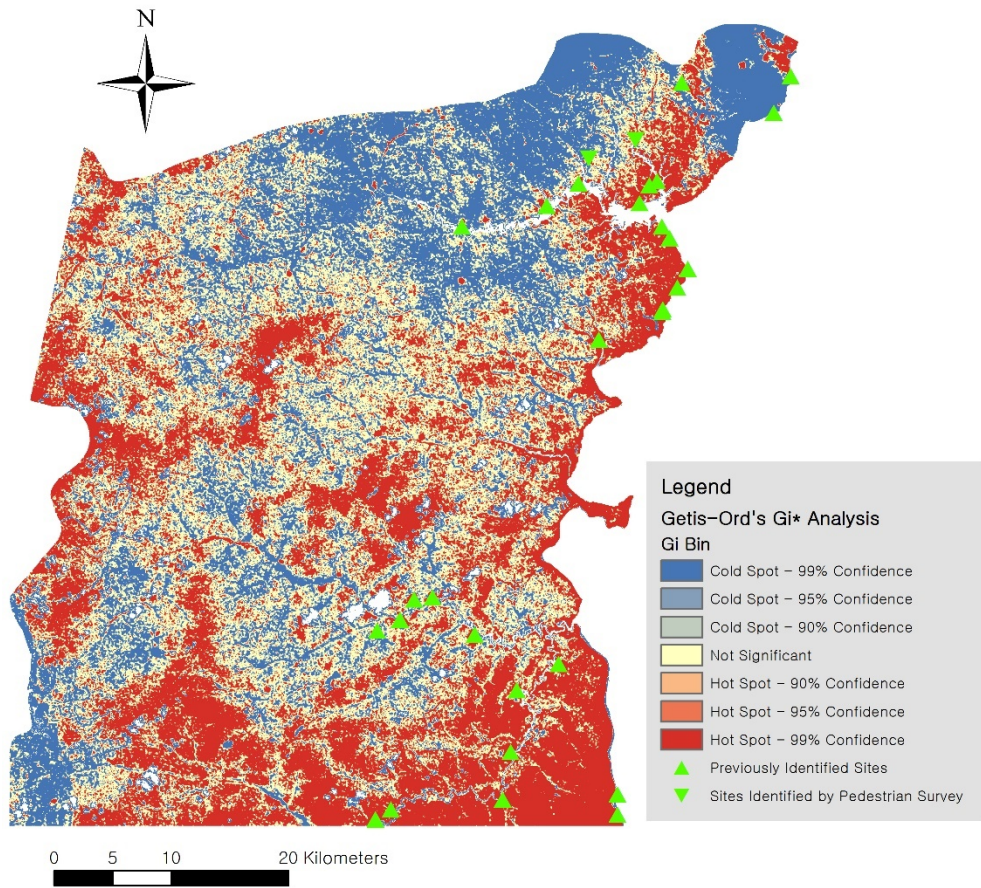 N
Legend
Getis-Ord's Gi* Analysis
Gi Bin
Cold Spot - 99% Confidence
Cold Spot - 95% Confidence
Cold Spot - 90% Confidence
Not Significant
Hot Spot - 90% Confidence
Hot Spot - 95% Confidence
Hot Spot - 99% Confidence
Previously Identified Sites
Sites Identified by Pedestrian Survey
0 5 10 20 Kilometers